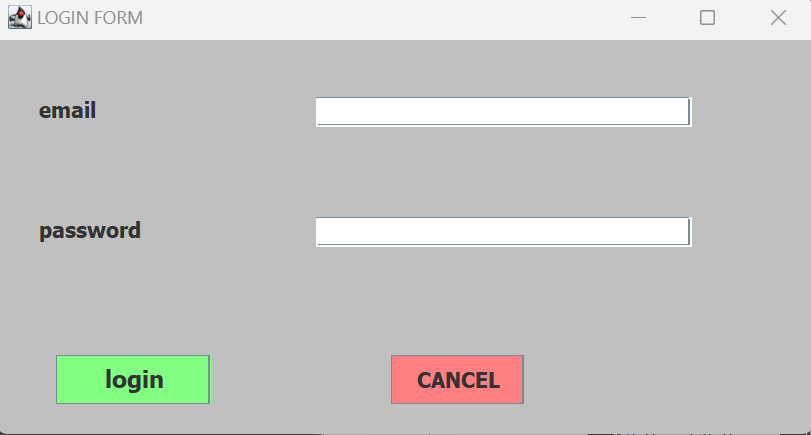 LOGIN FORM
email
password
login
CANCEL